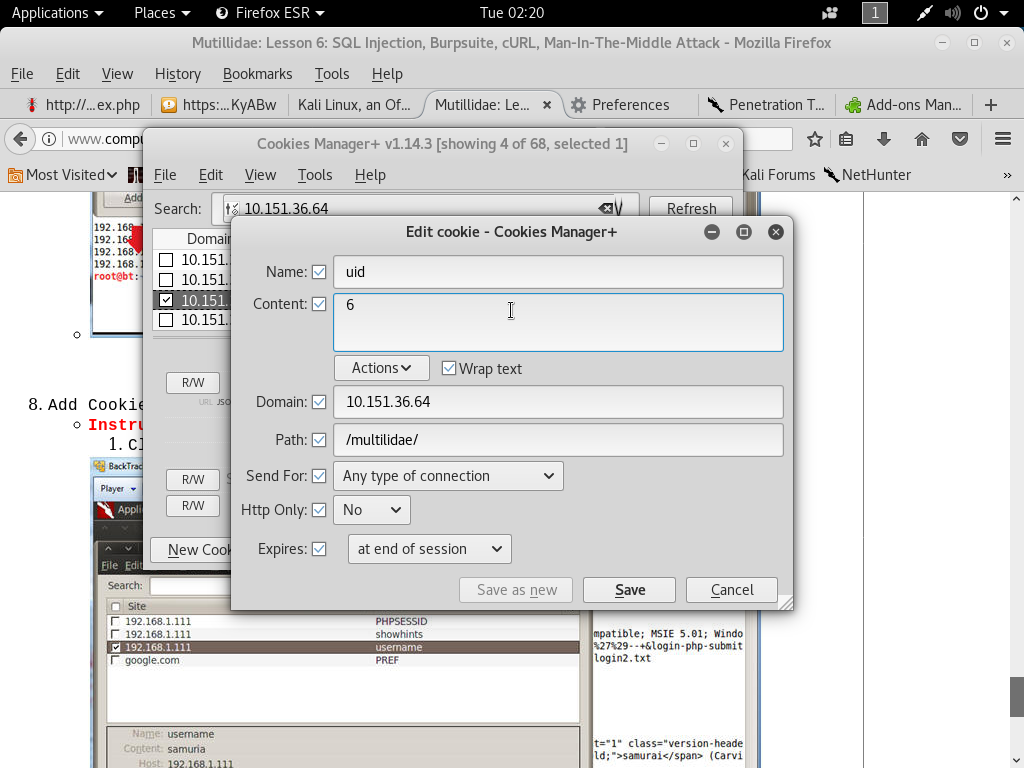 Applications Places Firefox ESR Tue 02:20 1
Mutillidae: Lesson 6: SQL Injection, Burpsuite, cURL, Man-In-The-Middle Attack - Mozilla Firefox
File Edit View History Bookmarks Tools Help
http://...ex.php https:...KyABw Kali Linux, an Of... Mutillidae: Le... Preferences Penetration T... Add-ons Man...
www.compu
Most Visited Kali Forums NetHunter »
Cookies Manager+ v1.14.3 [showing 4 of 68, selected 1]
File Edit View Tools Help
Search: 10.151.36.64 Refresh
Domain
10.151.
10.151.
10.151.
10.151.
R/W
URL JSO
R/W
R/W
New Cook
Edit cookie - Cookies Manager+
Name: uid
Content: 6
Actions Wrap text
Domain: 10.151.36.64
Path: /multilidae/
Send For: Any type of connection
Http Only: No
Expires: at end of session
Save as new Save Cancel
Add
192.168.
192.168.
192.168.1
192.168.1
root@bt:
8. Add Cookie
Instru
1. Cl
BackTrac
Player
Appli
File Edit
Search:
Site
192.168.1.111 PHPSESSID
192.168.1.111 showhints
192.168.1.111 username
google.com PREF
Name: username
Content: samuria
Host: 192.168.1.111
mpatible; MSIE 5.01; Windo
%27%29--+&login-php-submit
login2.txt
t="1" class="version-heade
ld;">samurai</span> (Carvi